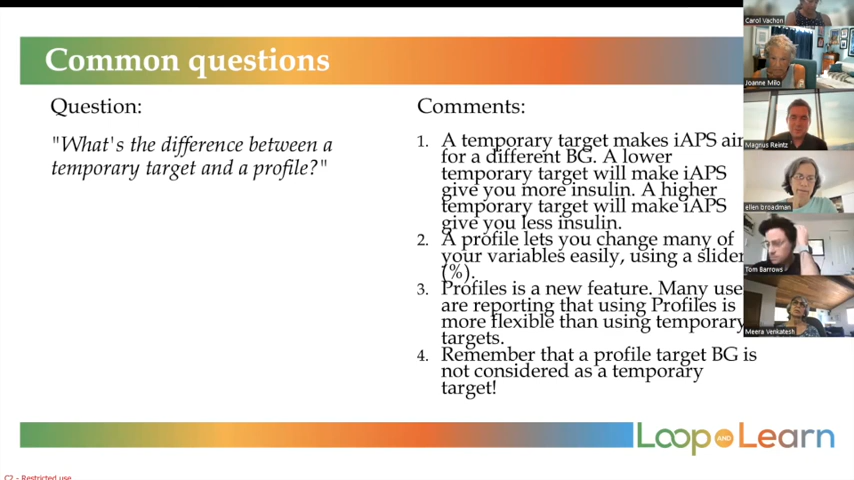 Common questions
Question:
"What's the difference between a
temporary target and a profile?"
Comments:
1. A temporary target makes iAPS aim
for a different BG. A lower
temporary target will make iAPS
give you more insulin. A higher
temporary target will make iAPS
give you less insulin.
2. A profile lets you change many of
your variables easily, using a slider
(%).
3. Profiles is a new feature. Many use
are reporting that using Profiles is
more flexible than using temporary
targets.
4. Remember that a profile target BG is
not considered as a temporary
target!
Loop AND Learn
C2 - Restricted use
Carol Vachon
Joanne Milo
Magnus Reintz
ellen broadman
Tom Barrows
Meera Venkatesh